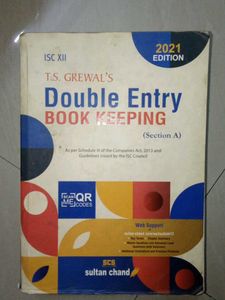 ISC XII
2021
EDITION
T.S. GREWAL'S
Double Entry
BOOK KEEPING
(Section A)
As per Schedule III of the Companies Act, 2013 and
Guidelines issued by the ISC Council
QR
CODES
Web Support
SCS
sultan chand